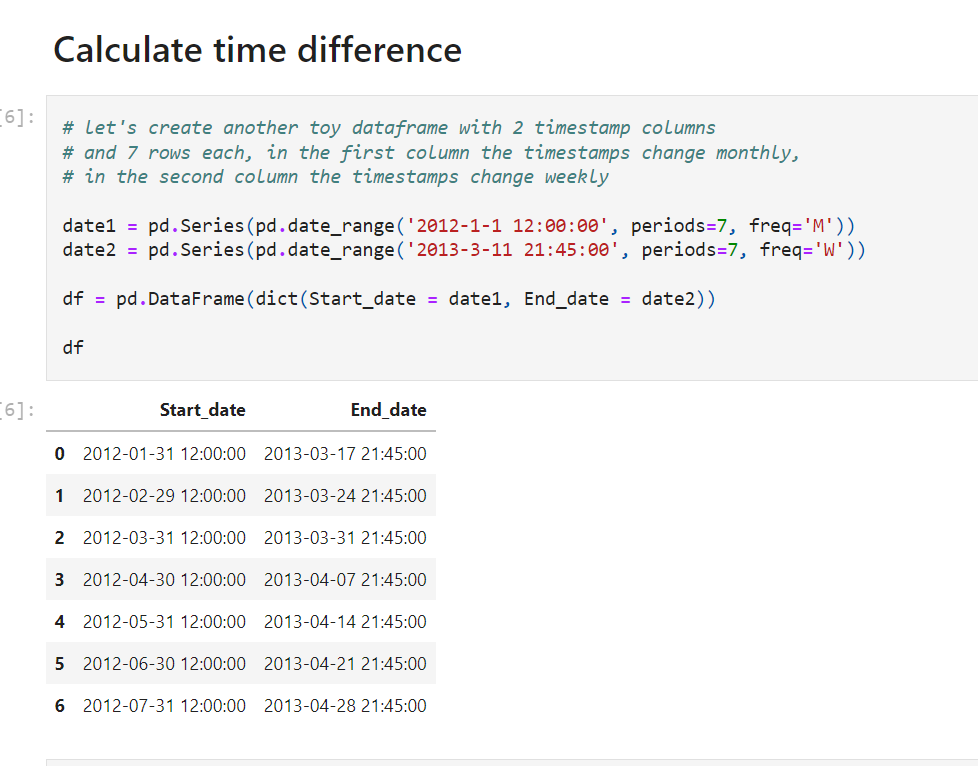 Calculate time difference
[6]:
# let's create another toy dataframe with 2 timestamp columns
# and 7 rows each, in the first column the timestamps change monthly,
# in the second column the timestamps change weekly
date1 = pd.Series(pd.date_range('2012-1-1 12:00:00', periods=7, freq='M'))
date2 = pd.Series(pd.date_range('2013-3-11 21:45:00', periods=7, freq='W'))
df = pd.DataFrame(dict(Start_date = date1, End_date = date2))
df
[6]:
Start_date End_date
0 2012-01-31 12:00:00 2013-03-17 21:45:00
1 2012-02-29 12:00:00 2013-03-24 21:45:00
2 2012-03-31 12:00:00 2013-03-31 21:45:00
3 2012-04-30 12:00:00 2013-04-07 21:45:00
4 2012-05-31 12:00:00 2013-04-14 21:45:00
5 2012-06-30 12:00:00 2013-04-21 21:45:00
6 2012-07-31 12:00:00 2013-04-28 21:45:00